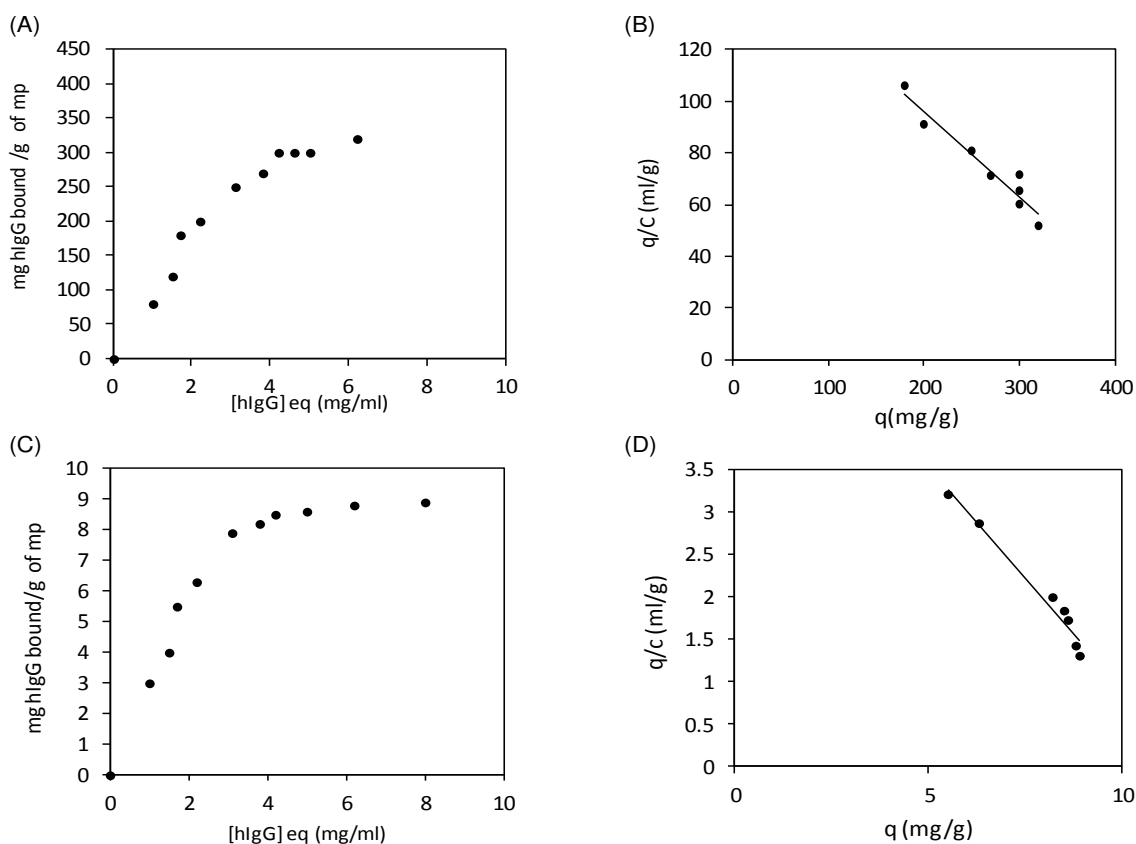 (A)
mg hIgG bound /g of mp
450
400
350
300
250
200
150
100
50
0
0 2 4 6 8 10
[hIgG] eq (mg/ml)
(B)
q/C (ml/g)
120
100
80
60
40
20
0
0 100 200 300 400
q(mg/g)
(C)
mg hIgG bound/g of mp
10
9
8
7
6
5
4
3
2
1
0
0 2 4 6 8 10
[hIgG] eq (mg/ml)
(D)
q/c (ml/g)
3.5
3
2.5
2
1.5
1
0.5
0
0 5 10
q (mg/g)